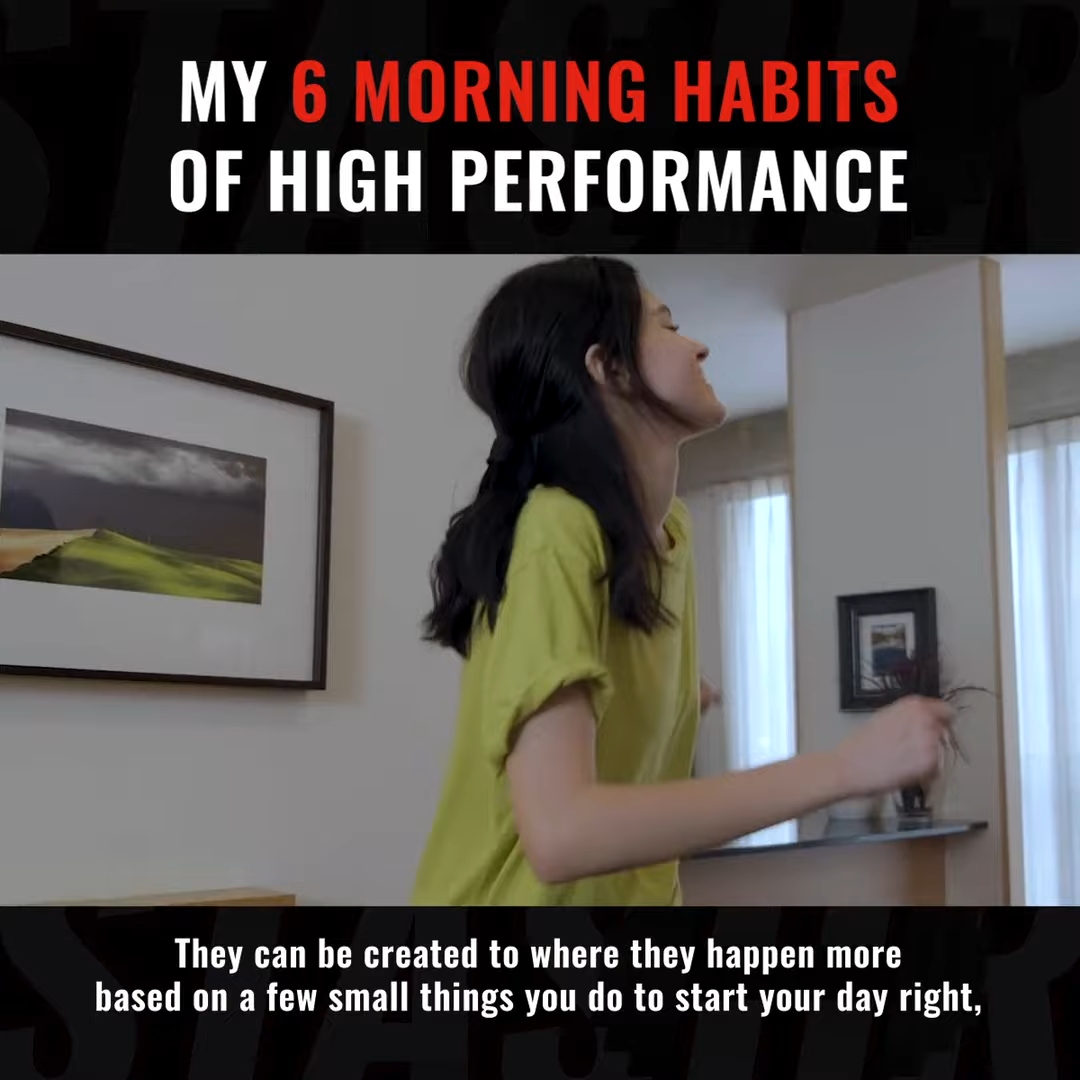 MY 6 MORNING HABITS
OF HIGH PERFORMANCE
They can be created to where they happen more
based on a few small things you do to start your day right,